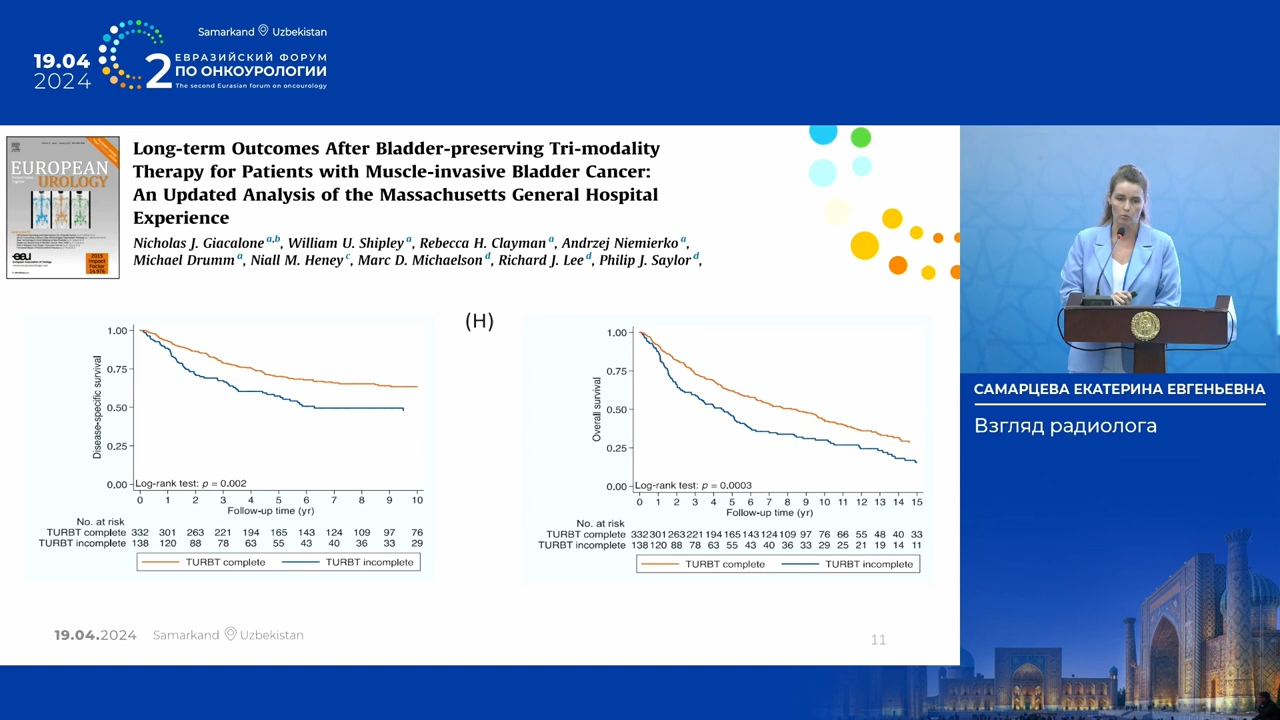 Samarkand Uzbekistan
19.04
2024
2
ЕВРАЗИЙСКИЙ ФОРУМ
ПО ОНКОУРОЛОГИИ
The second Eurasian forum on oncourology
EUROPEAN
UROLOGY
eau
2015
Impact
Factor
14.976
Long-term Outcomes After Bladder-preserving Tri-modality
Therapy for Patients with Muscle-invasive Bladder Cancer:
An Updated Analysis of the Massachusetts General Hospital
Experience
Nicholas J. Giacalone a,b, William U. Shipley a, Rebecca H. Clayman a, Andrzej Niemierko a,
Michael Drumm a, Niall M. Heney c, Marc D. Michaelson d, Richard J. Lee d, Philip J. Saylor d,
(H)
Disease-specific survival
1.00
0.75
0.50
0.25
0.00
Log-rank test: p = 0.002
0 1 2 3 4 5 6 7 8 9 10
Follow-up time (yr)
No. at risk
TURBT complete 332 301 263 221 194 165 143 124 109 97 76
TURBT incomplete 138 120 88 78 63 55 43 40 36 33 29
TURBT complete TURBT incomplete
Overall survival
1.00
0.75
0.50
0.25
0.00
Log-rank test: p = 0.0003
0 1 2 3 4 5 6 7 8 9 10 11 12 13 14 15
Follow-up time (yr)
No. at risk
TURBT complete 332 301 263 221 194 165 143 124 109 97 76 66 55 48 40 33
TURBT incomplete 138 120 88 78 63 55 43 40 36 33 29 25 21 19 14 11
TURBT complete TURBT incomplete
19.04.2024 Samarkand Uzbekistan
11
САМАРЦЕВА ЕКАТЕРИНА ЕВГЕНЬЕВНА
Взгляд радиолога